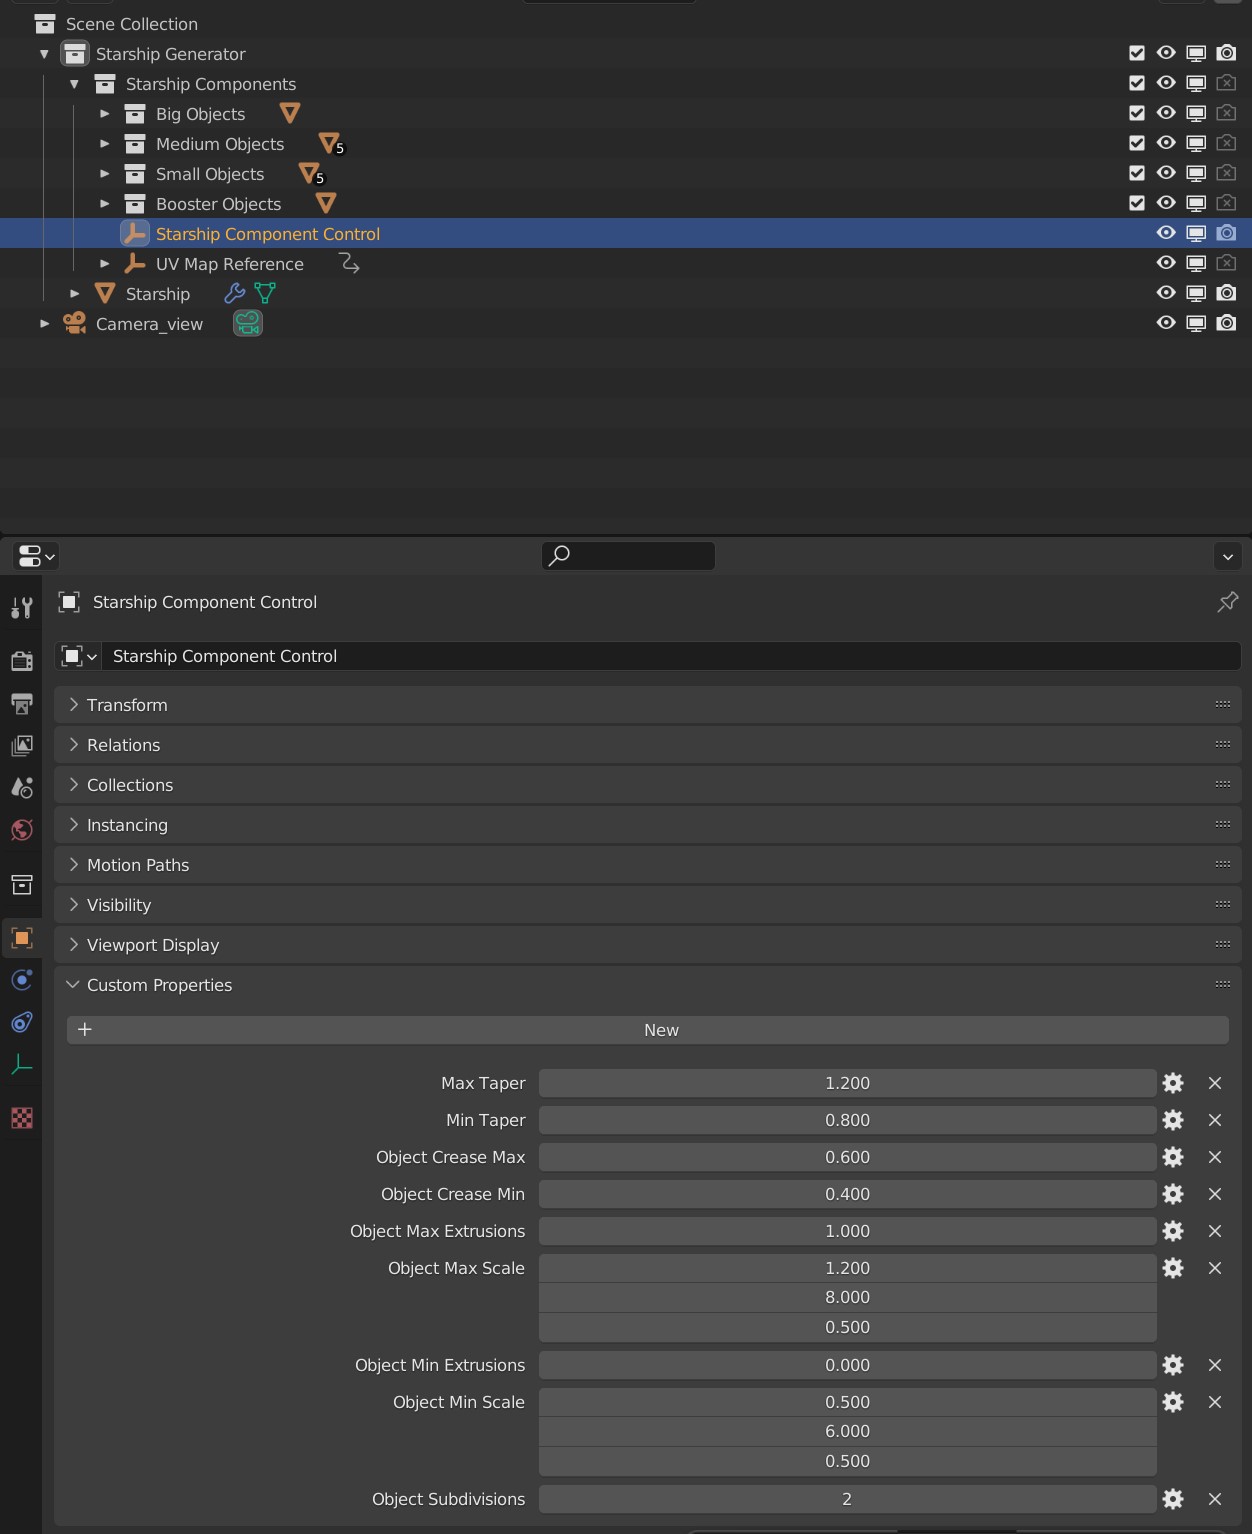 Scene Collection
Starship Generator
Starship Components
Big Objects
Medium Objects 5
Small Objects 5
Booster Objects
Starship Component Control
UV Map Reference
Starship
Camera_view
Starship Component Control
Starship Component Control
Transform
Relations
Collections
Instancing
Motion Paths
Visibility
Viewport Display
Custom Properties
New
Max Taper 1.200
Min Taper 0.800
Object Crease Max 0.600
Object Crease Min 0.400
Object Max Extrusions 1.000
Object Max Scale 1.200
8.000
0.500
Object Min Extrusions 0.000
Object Min Scale 0.500
6.000
0.500
Object Subdivisions 2